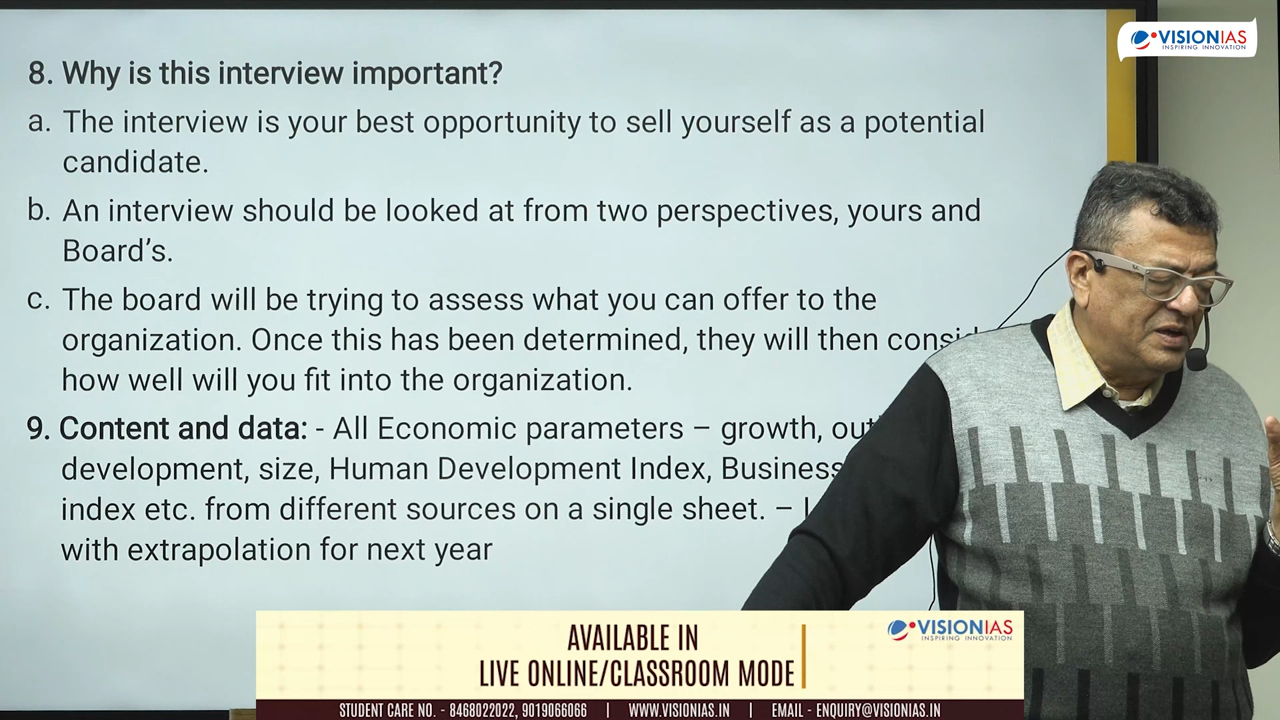 VISIONIAS
INSPIRING INNOVATION
8. Why is this interview important?
a. The interview is your best opportunity to sell yourself as a potential
candidate.
b. An interview should be looked at from two perspectives, yours and
Board’s.
c. The board will be trying to assess what you can offer to the
organization. Once this has been determined, they will then
how well will you fit into the organization.
9. Content and data: - All Economic parameters – growth,
development, size, Human Development Index, Business
index etc. from different sources on a single sheet. –
with extrapolation for next year
AVAILABLE IN
LIVE ONLINE/CLASSROOM MODE
VISIONIAS
INSPIRING INNOVATION
STUDENT CARE NO. - 8468022022, 9019066066 | WWW.VISIONIAS.IN | EMAIL - ENQUIRY@VISIONIAS.IN